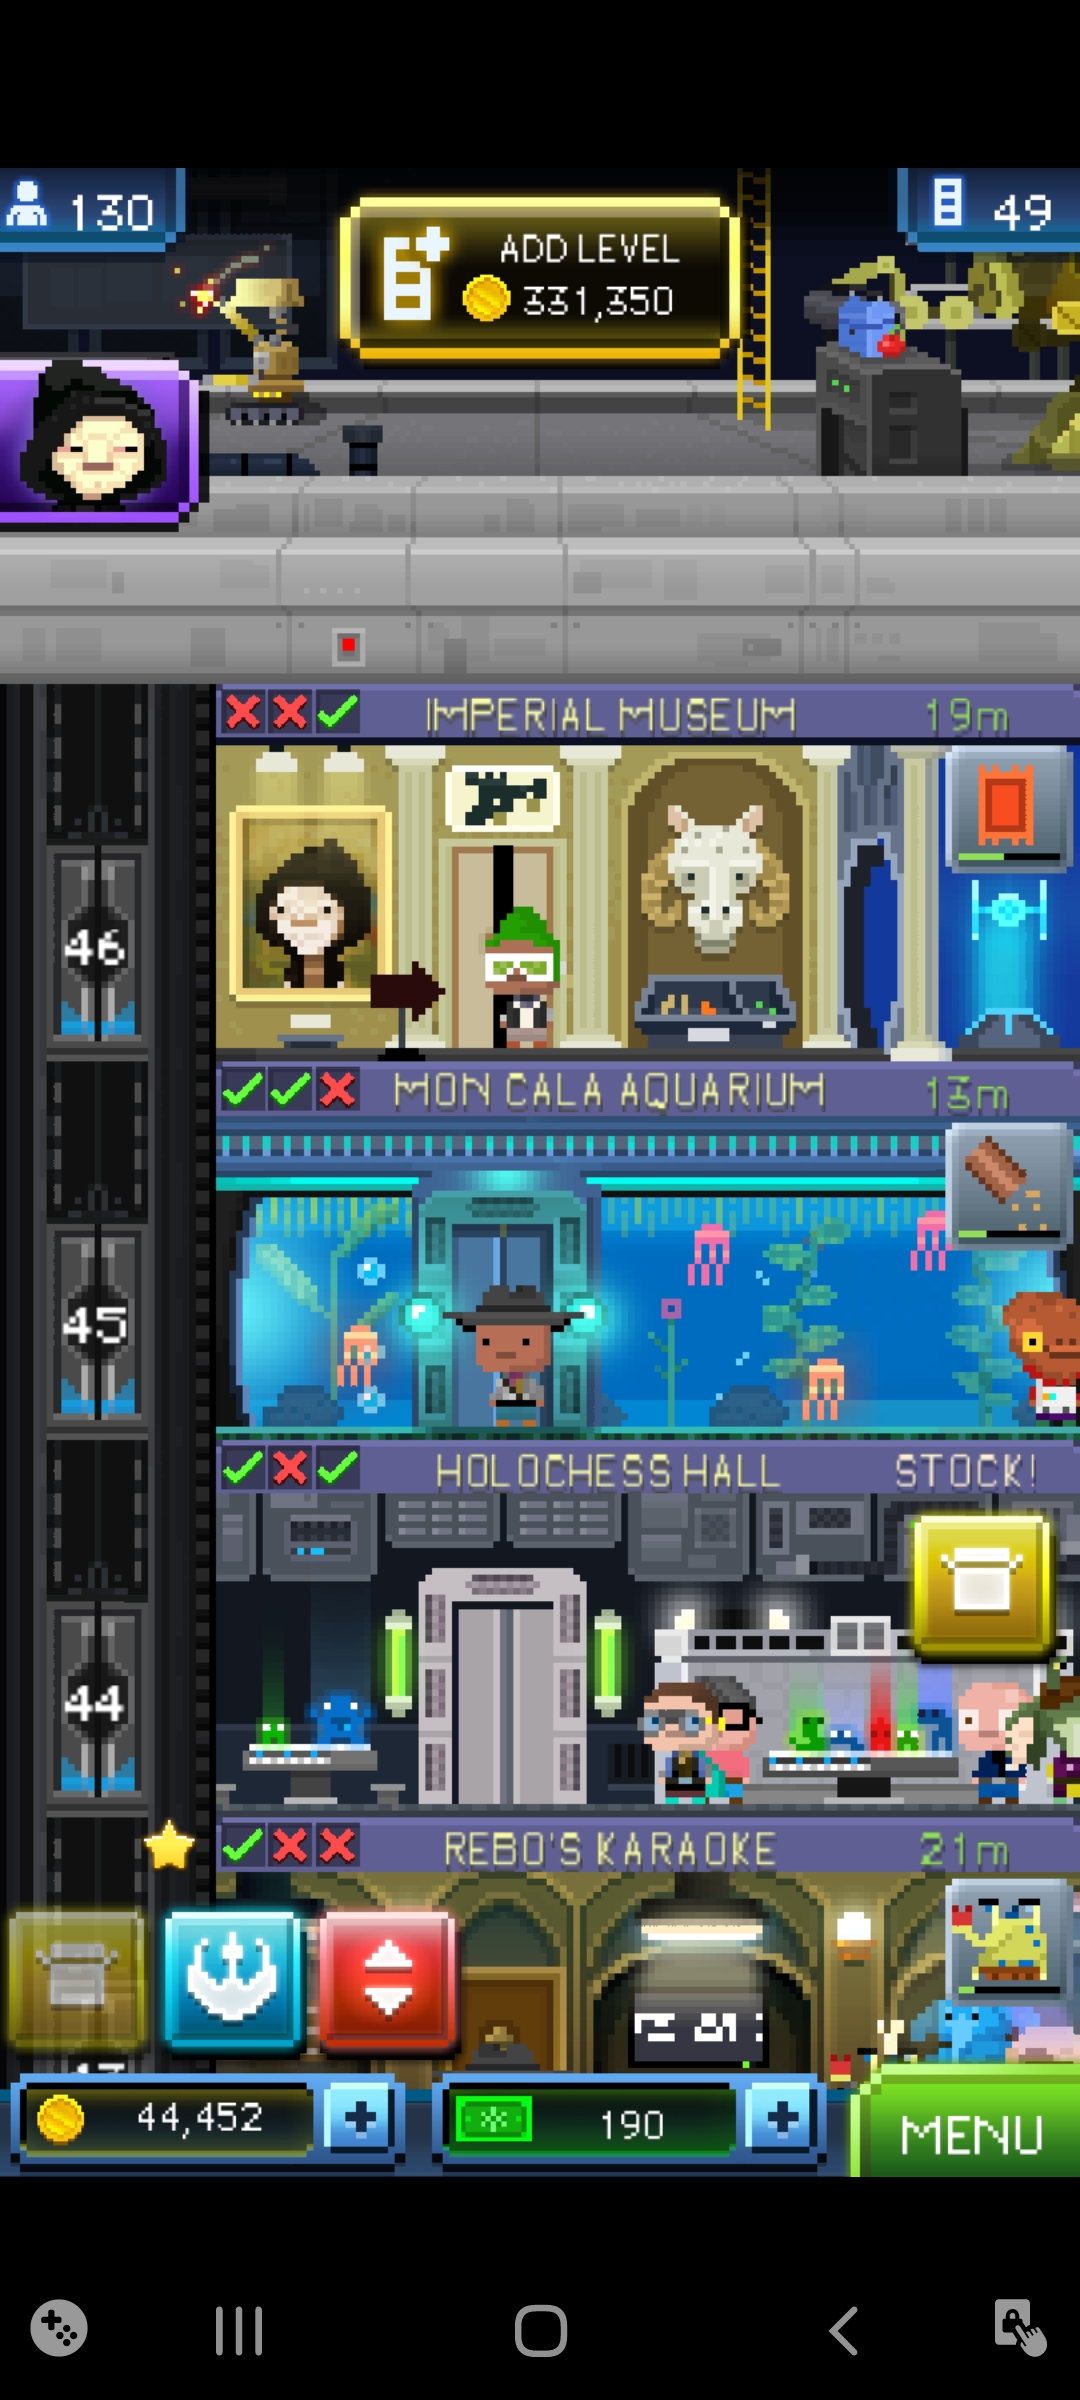 130
ADD LEVEL
331,350
49
IMPERIAL MUSEUM 19m
46
MON CALA AQUARIUM 13m
45
HOLOCHESS HALL STOCK!
44
REBO'S KARAOKE 21m
44,452
190
MENU